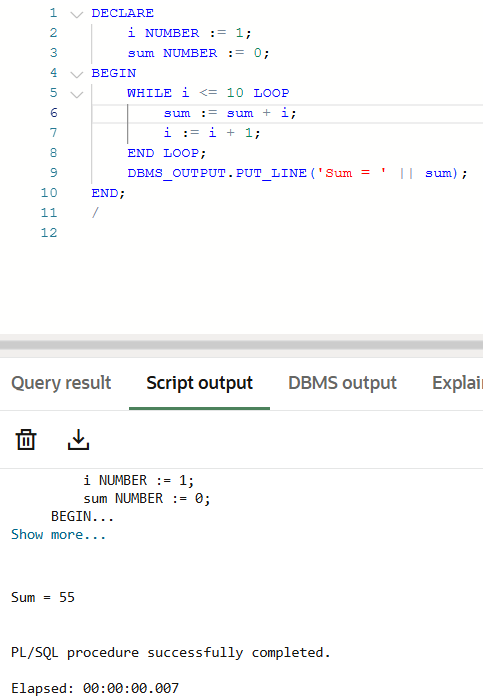 1 DECLARE
2 i NUMBER := 1;
3 sum NUMBER := 0;
4 BEGIN
5 WHILE i <= 10 LOOP
6 sum := sum + i;
7 i := i + 1;
8 END LOOP;
9 DBMS_OUTPUT.PUT_LINE('Sum = ' || sum);
10 END;
11 /
12
Query result Script output DBMS output Explai
i NUMBER := 1;
sum NUMBER := 0;
BEGIN...
Show more...
Sum = 55
PL/SQL procedure successfully completed.
Elapsed: 00:00:00.007